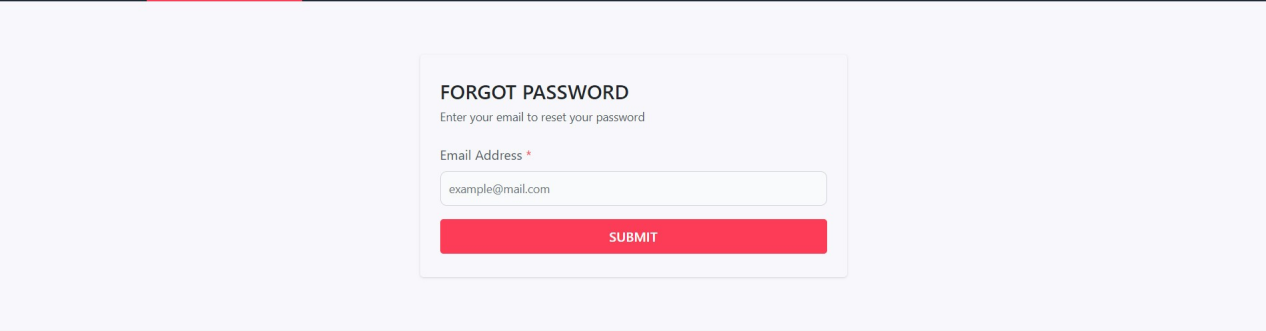 FORGOT PASSWORD
Enter your email to reset your password
Email Address *
example@mail.com
SUBMIT